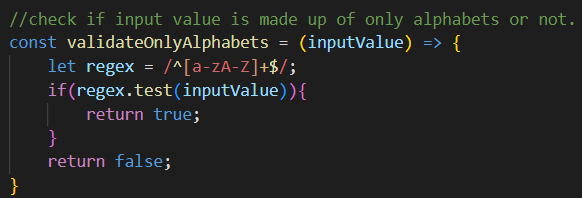 //check if input value is made up of only alphabets or not.
const validateOnlyAlphabets = (inputValue) => {
    let regex = /^[a-zA-Z]+$/;
    if(regex.test(inputValue)){
        return true;
    }
    return false;
}